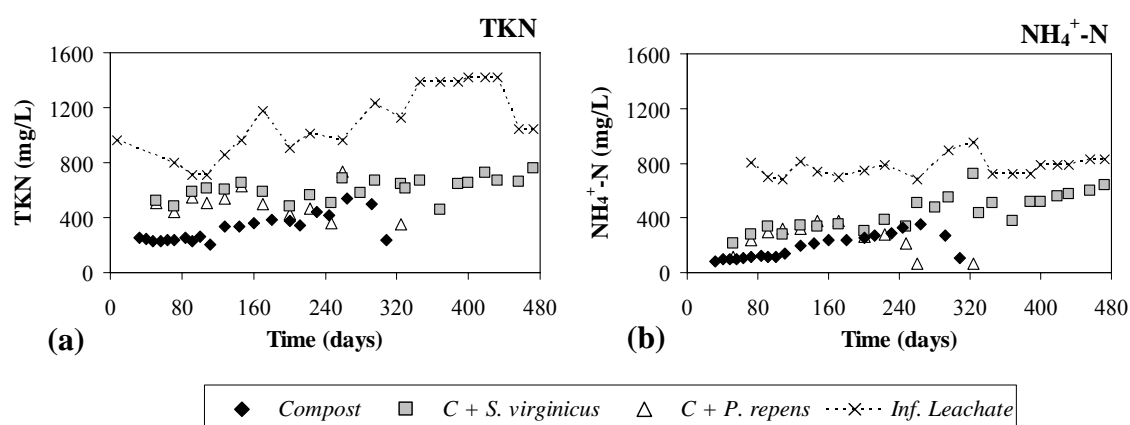 TKN
NH₄⁺-N
1600
1200
800
400
0
TKN (mg/L)
0 80 160 240 320 400 480
Time (days)
(a)
1600
1200
800
400
0
NH₄⁺-N (mg/L)
0 80 160 240 320 400 480
Time (days)
(b)
Compost C + S. virginicus C + P. repens Inf. Leachate